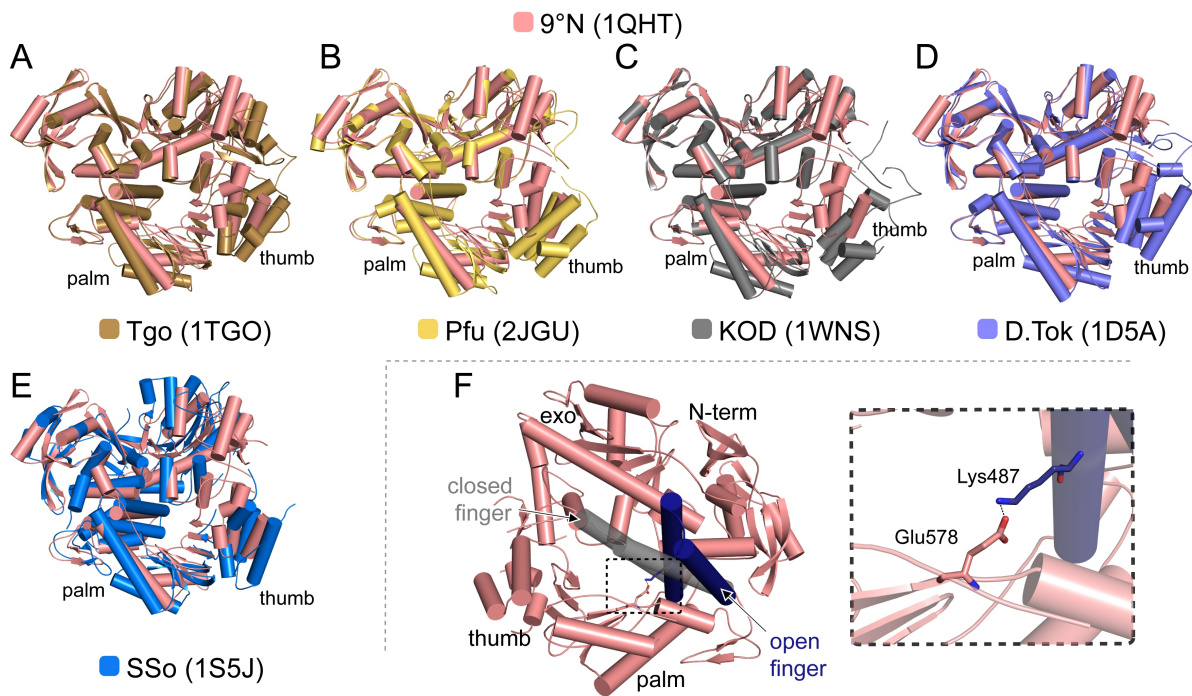 9°N (1QHT)
A
B
C
D
palm
thumb
palm
thumb
palm
thumb
palm
thumb
Tgo (1TGO)
Pfu (2JGU)
KOD (1WNS)
D.Tok (1D5A)
E
palm
thumb
SSo (1S5J)
F
exo
N-term
closed
finger
thumb
palm
open
finger
Lys487
Glu578